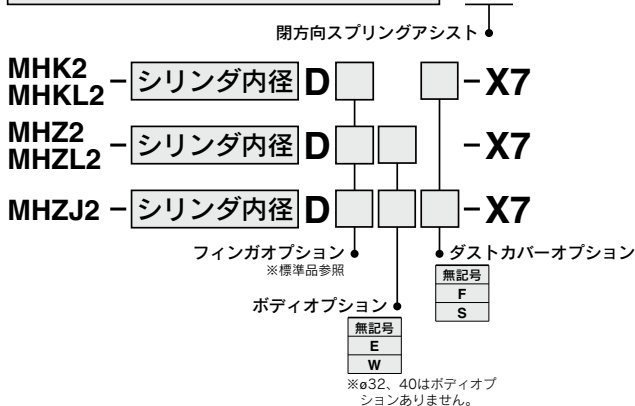 閉方向スプリングアシスト
MHK2
MHKL2
－シリンダ内径 D －X7
MHZ2
MHZL2
－シリンダ内径 D －X7
MHZJ2 －シリンダ内径 D －X7
フィンガオプション
※標準品参照
ダストカバーオプション
無記号
F
S
ボディオプション
無記号
E
W
※ø32、40はボディオプ
ションありません。